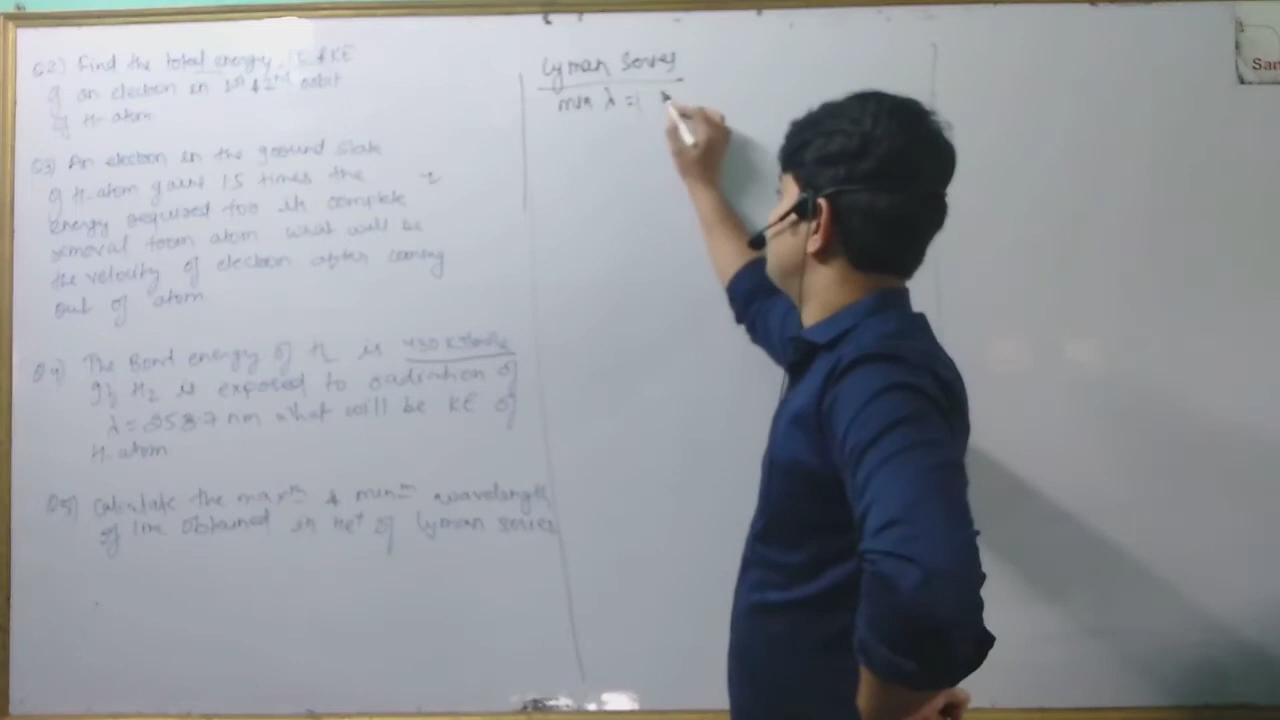 Q2) Find the total energy, PE & KE
of an electron in 1st & 2nd orbit
of H-atom
Q3) An electron in the ground state
of H-atom gains 1.5 times the
energy required for its complete
removal from atom what will be
the velocity of electron after coming
out of atom
Q4) The Bond energy of H2 is 430 KJ/mole
If H2 is exposed to radiation of
λ = 253.7 nm what will be KE of
H-atom
Q5) Calculate the maxm & minm wavelength
of line obtained in He+ of Lyman series
Lyman Series
min λ =
San